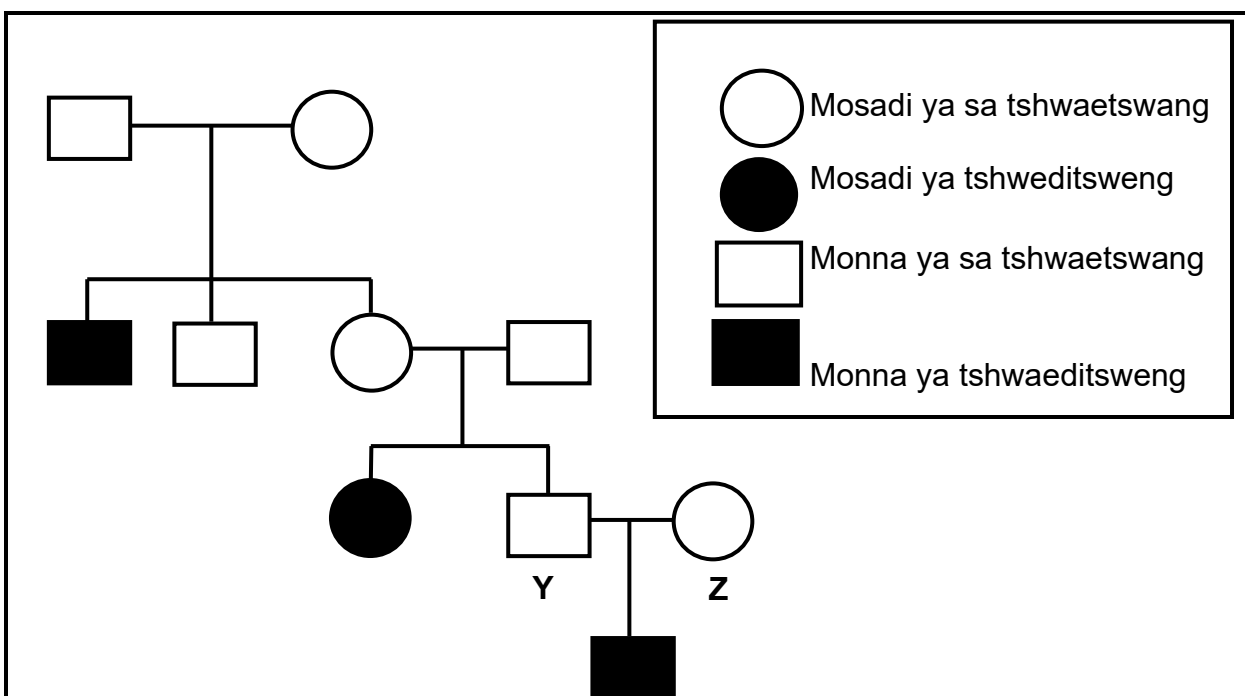 Mosadi ya sa tshwaetswang
Mosadi ya tshweditsweng
Monna ya sa tshwaetswang
Monna ya tshwaeditsweng
Y
Z